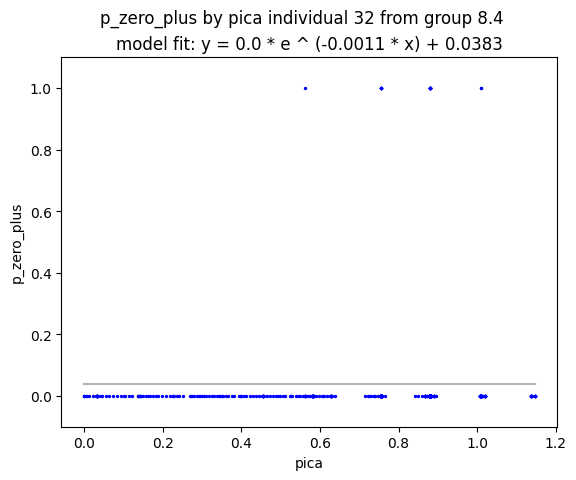 p_zero_plus by pica individual 32 from group 8.4
model fit: y = 0.0 * e ^ (-0.0011 * x) + 0.0383
1.0
0.8
0.6
0.4
0.2
0.0
p_zero_plus
0.0 0.2 0.4 0.6 0.8 1.0 1.2
pica